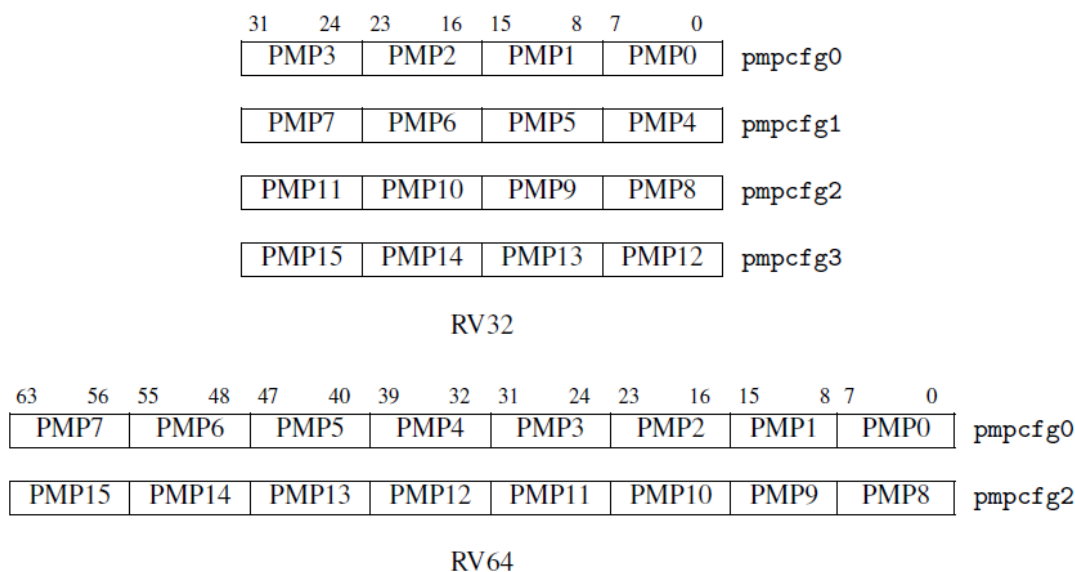 31 24 23 16 15 8 7 0
PMP3 PMP2 PMP1 PMP0 pmpcfg0
PMP7 PMP6 PMP5 PMP4 pmpcfg1
PMP11 PMP10 PMP9 PMP8 pmpcfg2
PMP15 PMP14 PMP13 PMP12 pmpcfg3
RV32
63 56 55 48 47 40 39 32 31 24 23 16 15 8 7 0
PMP7 PMP6 PMP5 PMP4 PMP3 PMP2 PMP1 PMP0 pmpcfg0
PMP15 PMP14 PMP13 PMP12 PMP11 PMP10 PMP9 PMP8 pmpcfg2
RV64